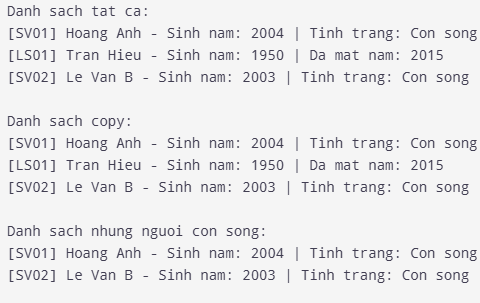 Danh sach tat ca:
[SV01] Hoang Anh - Sinh nam: 2004 | Tinh trang: Con song
[LS01] Tran Hieu - Sinh nam: 1950 | Da mat nam: 2015
[SV02] Le Van B - Sinh nam: 2003 | Tinh trang: Con song
Danh sach copy:
[SV01] Hoang Anh - Sinh nam: 2004 | Tinh trang: Con song
[LS01] Tran Hieu - Sinh nam: 1950 | Da mat nam: 2015
[SV02] Le Van B - Sinh nam: 2003 | Tinh trang: Con song
Danh sach nhung nguoi con song:
[SV01] Hoang Anh - Sinh nam: 2004 | Tinh trang: Con song
[SV02] Le Van B - Sinh nam: 2003 | Tinh trang: Con song